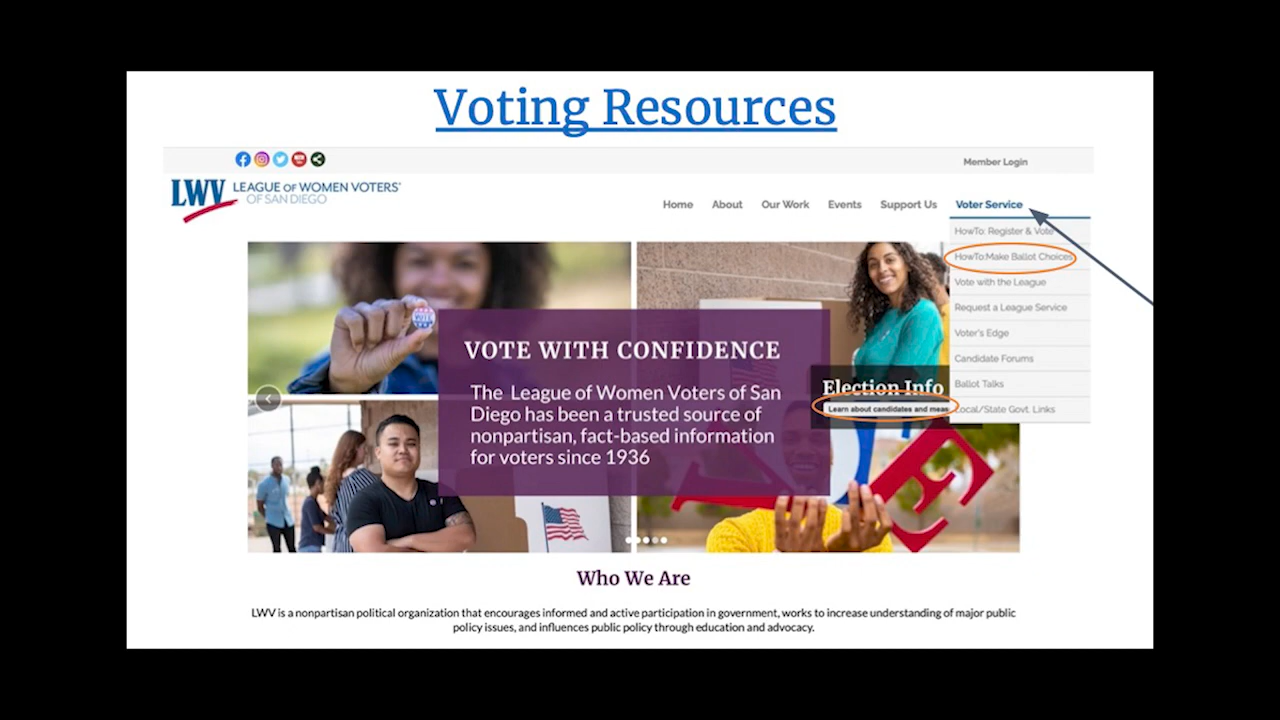 Voting Resources
Member Login
LWV LEAGUE OF WOMEN VOTERS®
OF SAN DIEGO
Home About Our Work Events Support Us Voter Service
HowTo: Register & Vote
HowTo:Make Ballot Choices
Vote with the League
Request a League Service
Voter's Edge
Candidate Forums
Ballot Talks
Local/State Govt. Links
VOTE
VOTE WITH CONFIDENCE
The League of Women Voters of San
Diego has been a trusted source of
nonpartisan, fact-based information
for voters since 1936
Election Info
Learn about candidates and meas
E
Who We Are
LWV is a nonpartisan political organization that encourages informed and active participation in government, works to increase understanding of major public
policy issues, and influences public policy through education and advocacy.